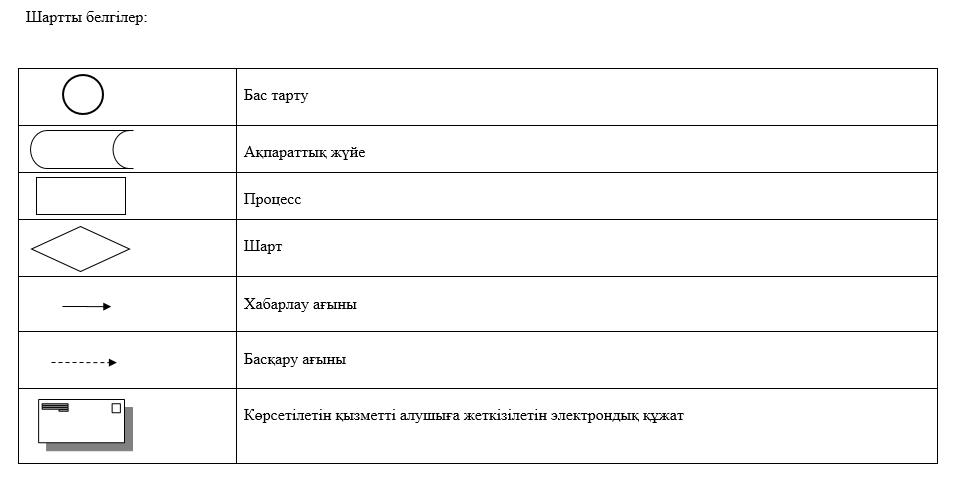 Шартты белгілер:
Бас тарту
Ақпараттық жүйе
Процесс
Шарт
Хабарлау ағыны
Басқару ағыны
Көрсетілетін қызметті алушыға жеткізілетін электрондық құжат